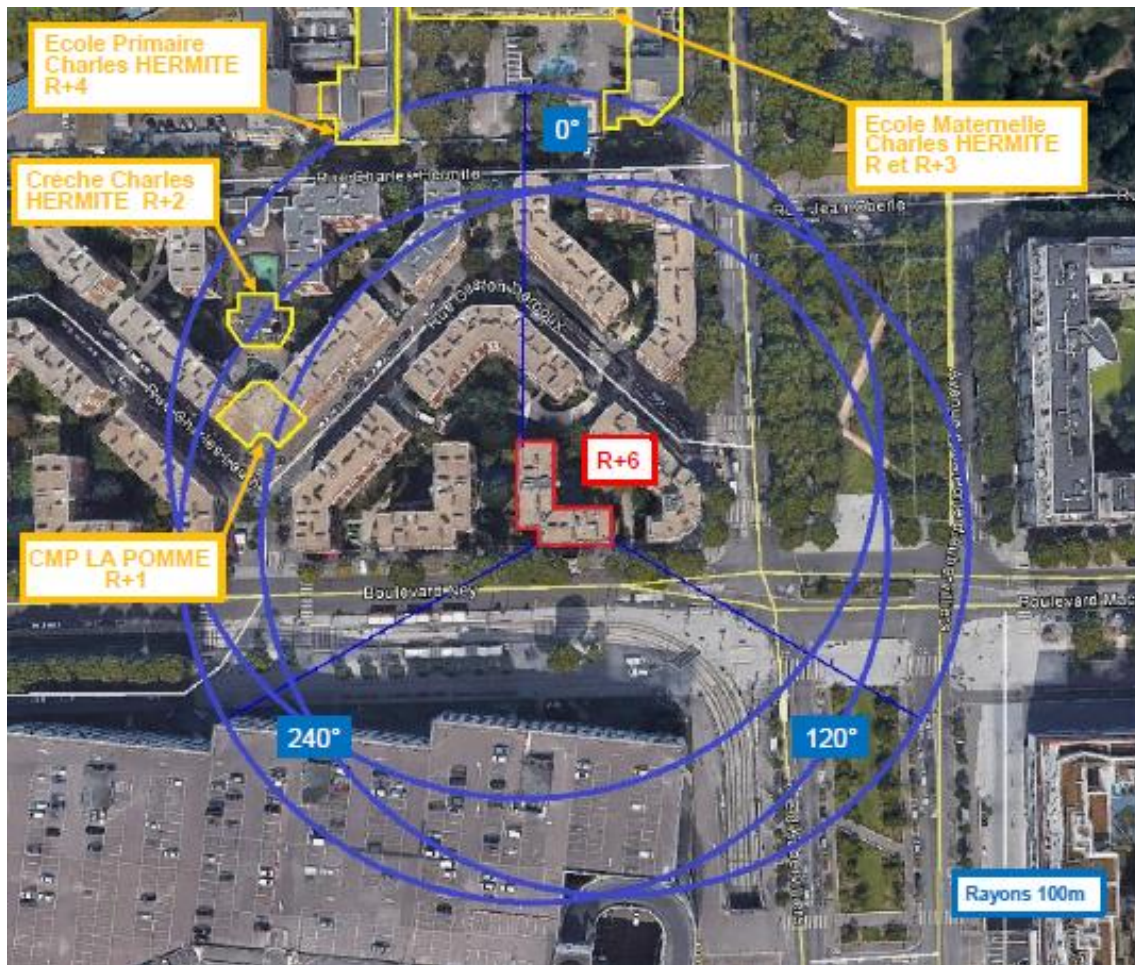 Ecole Primaire
Charles HERMITE
R+4
0°
Ecole Maternelle
Charles HERMITE
R et R+3
Rue Charles Hermite
Crèche Charles
HERMITE R+2
Rue Jean Oberlé
Rue Gaston Darboux
R+6
CMP LA POMME
R+1
Boulevard Ney
Boulevard Mac
240°
120°
Rayons 100m